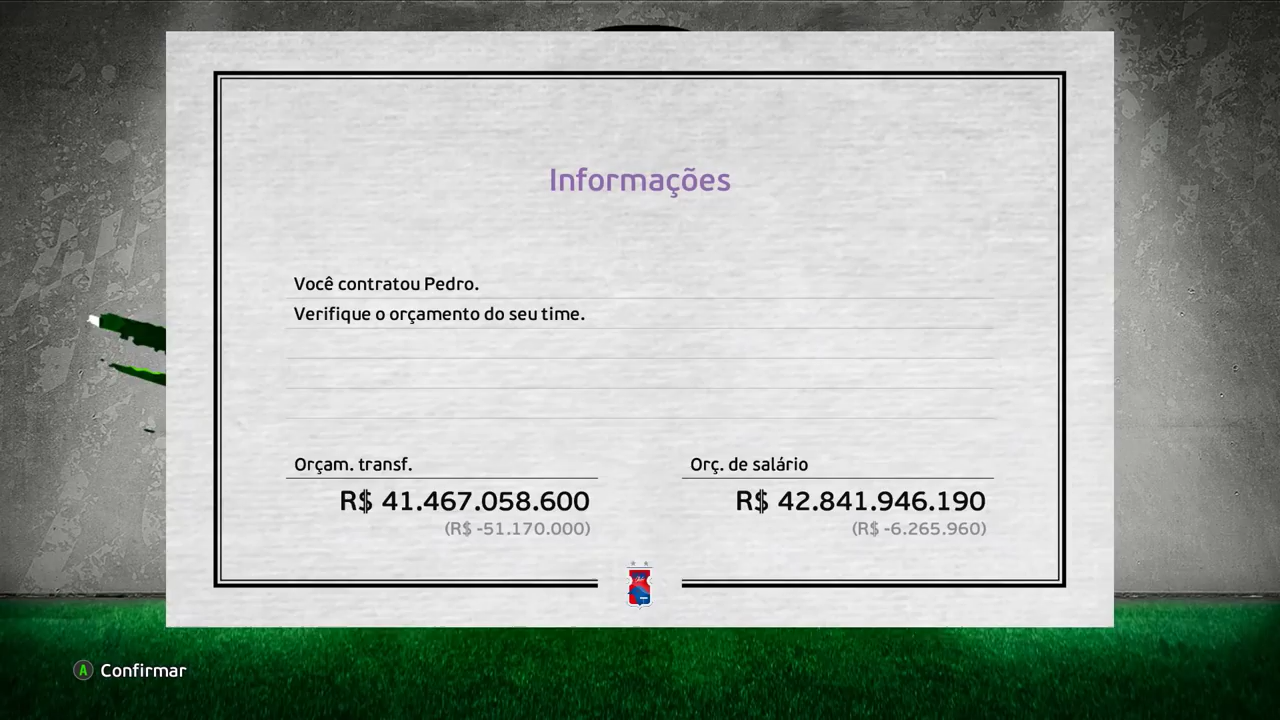 Informações
Você contratou Pedro.
Verifique o orçamento do seu time.
Orçam. transf.
R$ 41.467.058.600
(R$ -51.170.000)
Orç. de salário
R$ 42.841.946.190
(R$ -6.265.960)
A Confirmar